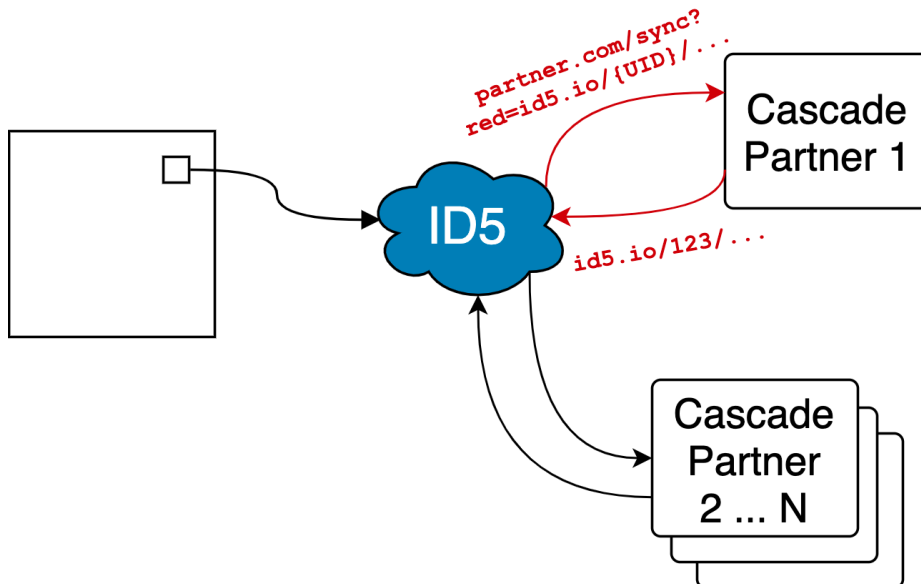 partner.com/sync?
red=id5.io/{UID}/...
Cascade
Partner 1
ID5
id5.io/123/...
Cascade
Partner
2 ... N